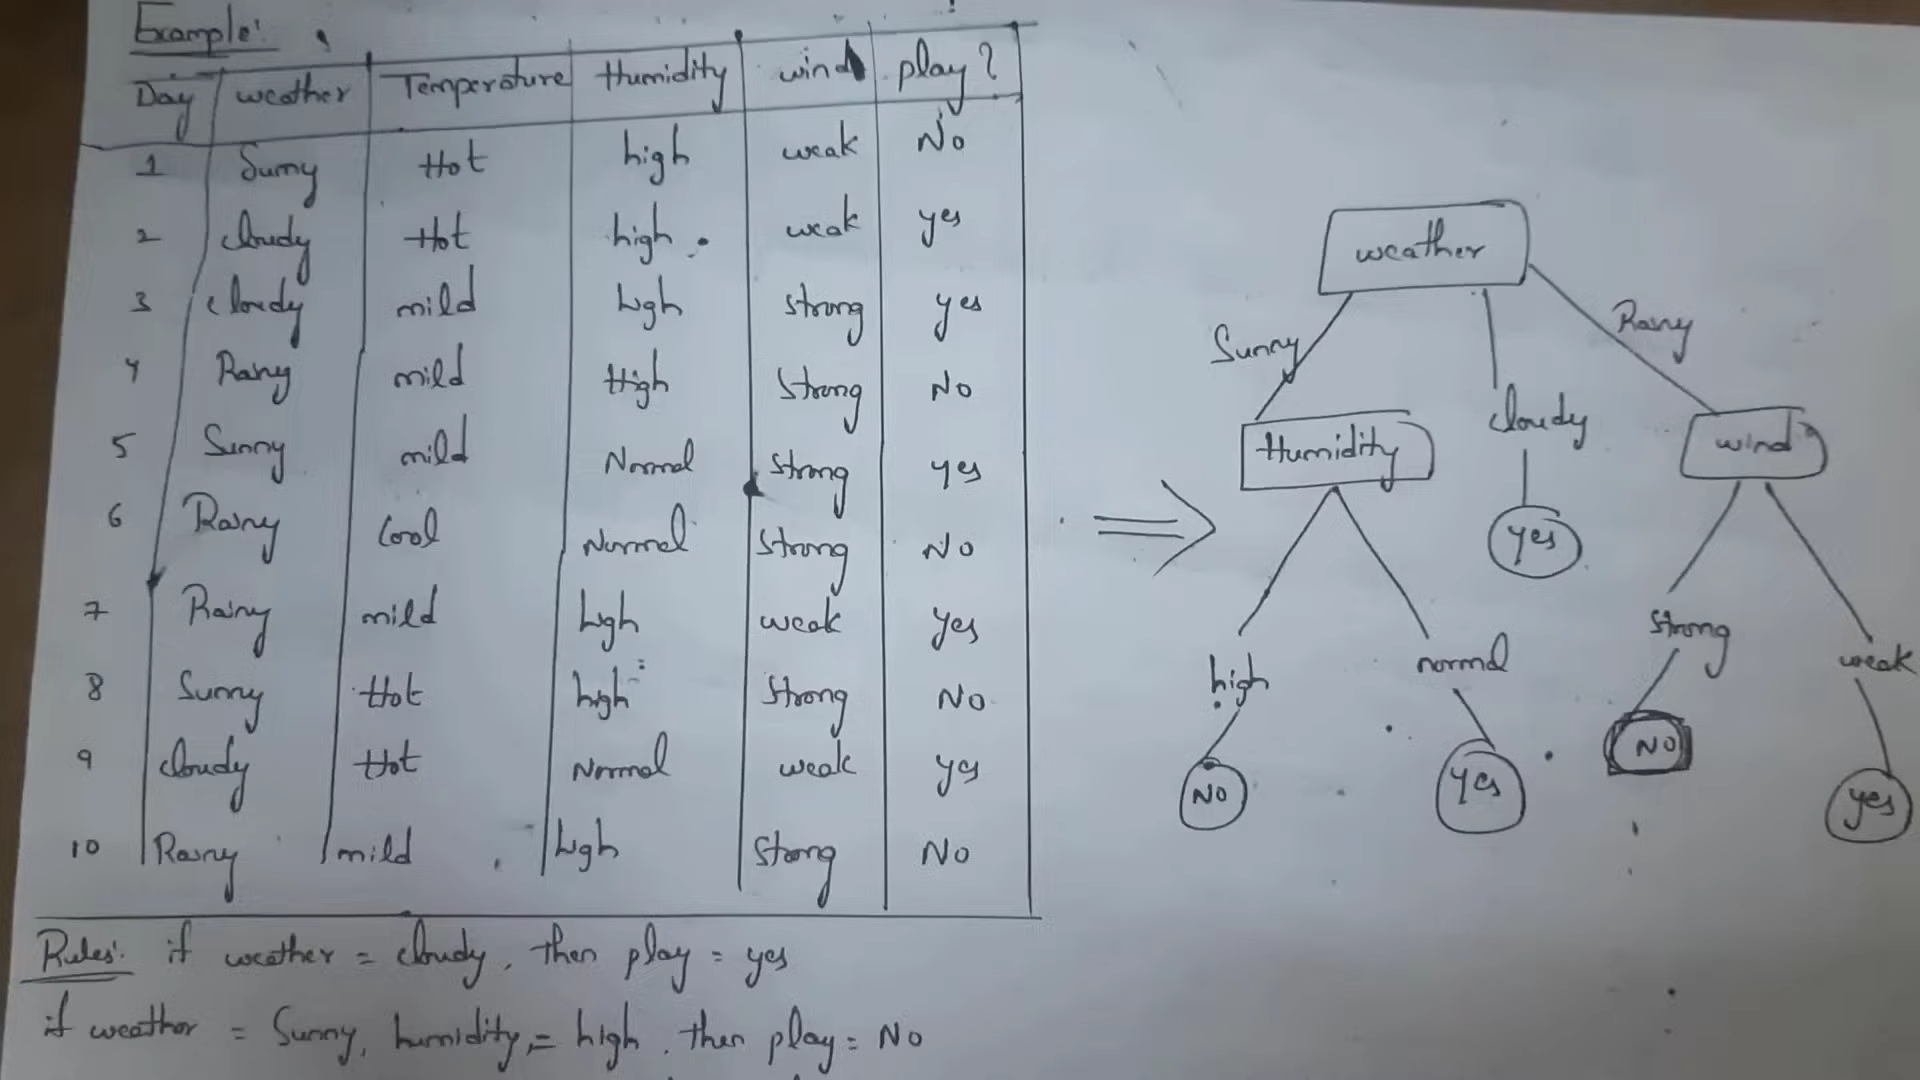 Example:
Day weather Temperature Humidity wind play?
1 Sunny Hot high weak No
2 cloudy Hot high weak yes
3 cloudy mild high strong yes
4 Rainy mild High strong No
5 Sunny mild Normal strong yes
6 Rainy Cool Normal strong No
7 Rainy mild high weak yes
8 Sunny Hot high strong No
9 cloudy Hot Normal weak yes
10 Rainy mild high strong No
weather
Sunny cloudy Rainy
Humidity yes wind
high normal strong weak
No yes No yes
Rules: if weather = cloudy, then play = yes
if weather = Sunny, humidity, = high, then play = No